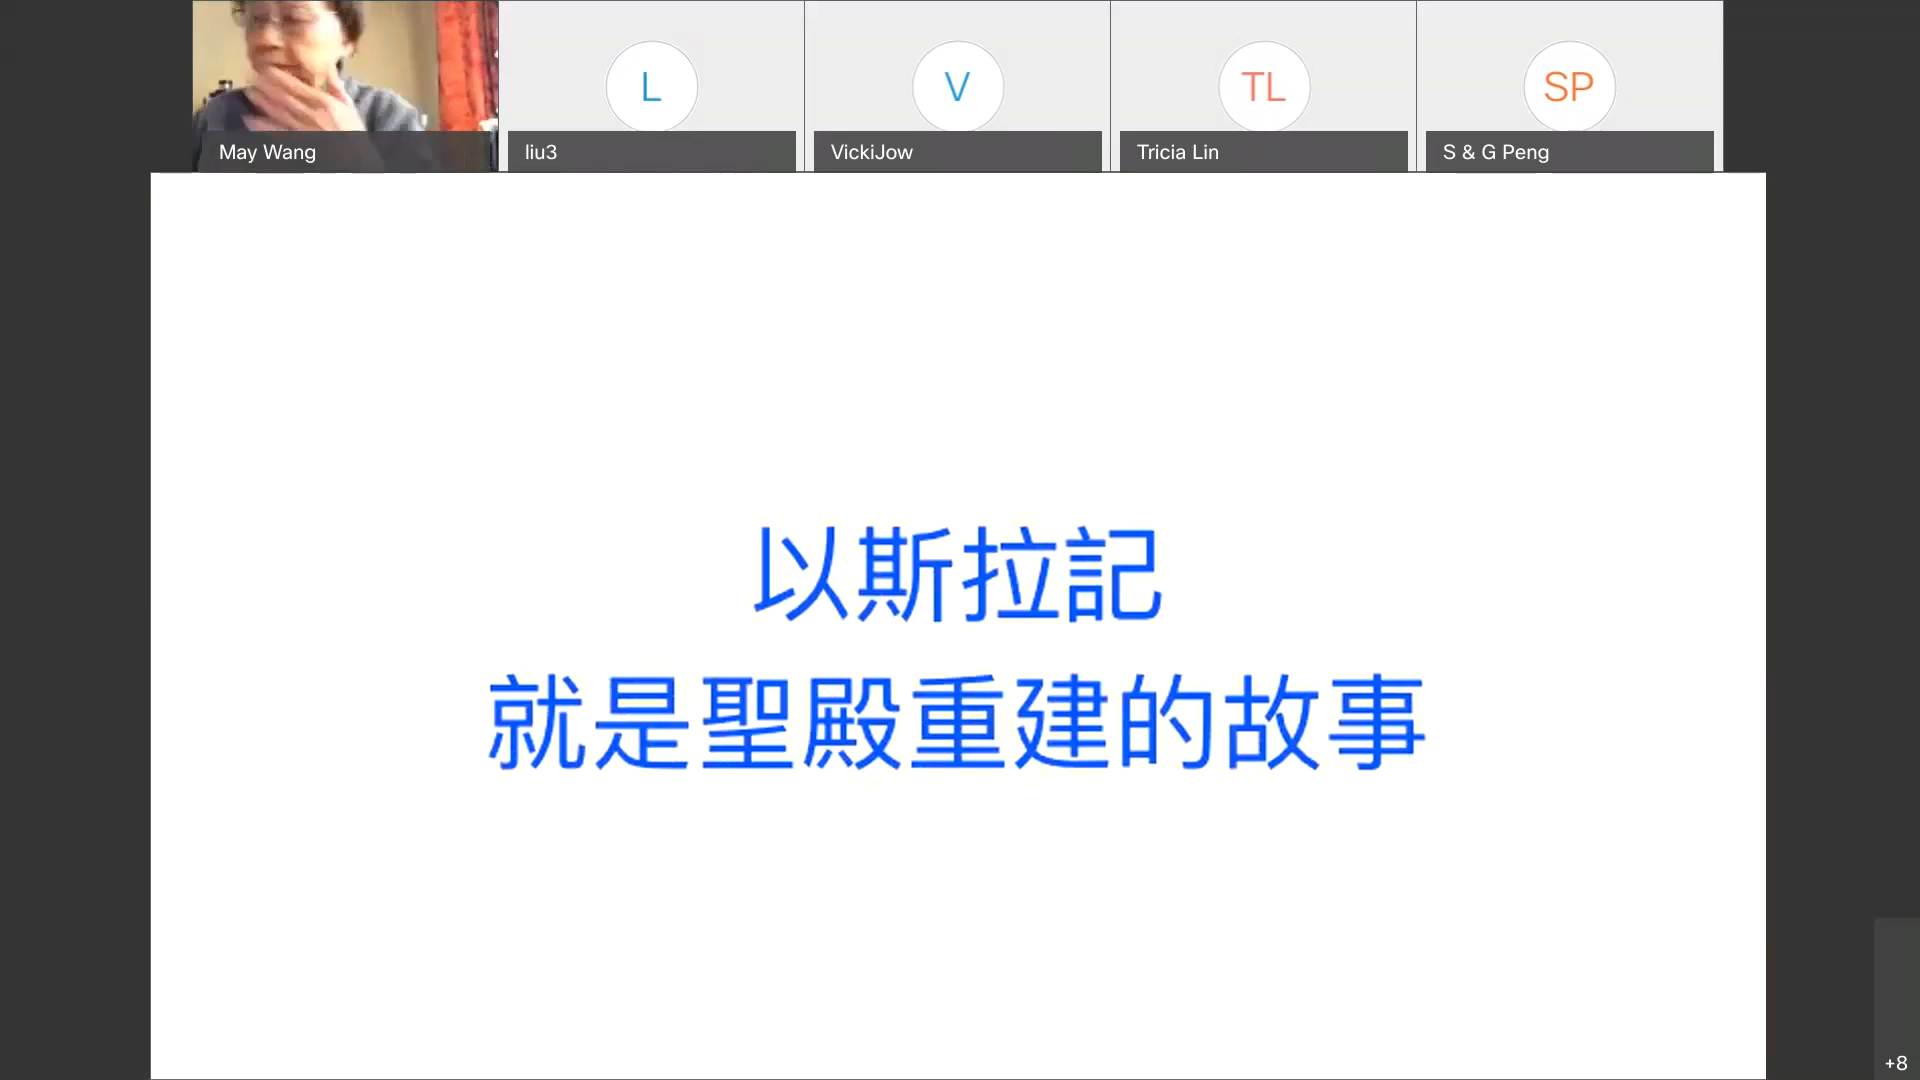 L
V
TL
SP
May Wang
liu3
VickiJow
Tricia Lin
S & G Peng
以斯拉記
就是聖殿重建的故事
+8